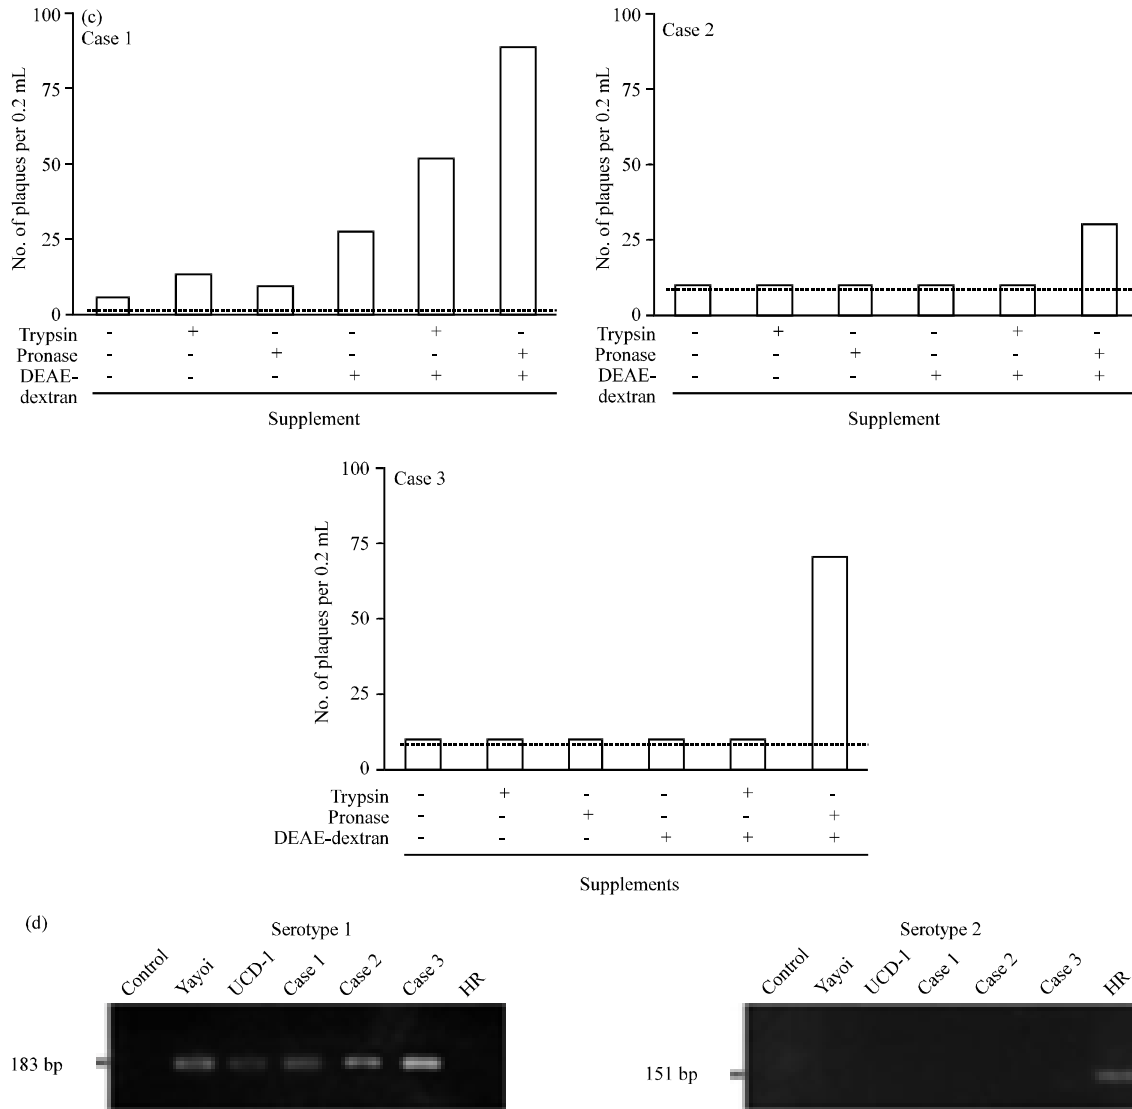 (c)
Case 1
100
75
50
25
0
No. of plaques per 0.2 mL
Trypsin - + - - + -
Pronase - - + - - +
DEAE- - - - + + +
dextran
Supplement
Case 2
100
75
50
25
0
No. of plaques per 0.2 mL
Trypsin - + - - + -
Pronase - - + - - +
DEAE- - - - + + +
dextran
Supplement
Case 3
100
75
50
25
0
No. of plaques per 0.2 mL
Trypsin - + - - + -
Pronase - - + - - +
DEAE-dextran - - - + + +
Supplements
(d)
Serotype 1
Control Yayoi UCD-1 Case 1 Case 2 Case 3 HR
183 bp
Serotype 2
Control Yayoi UCD-1 Case 1 Case 2 Case 3 HR
151 bp